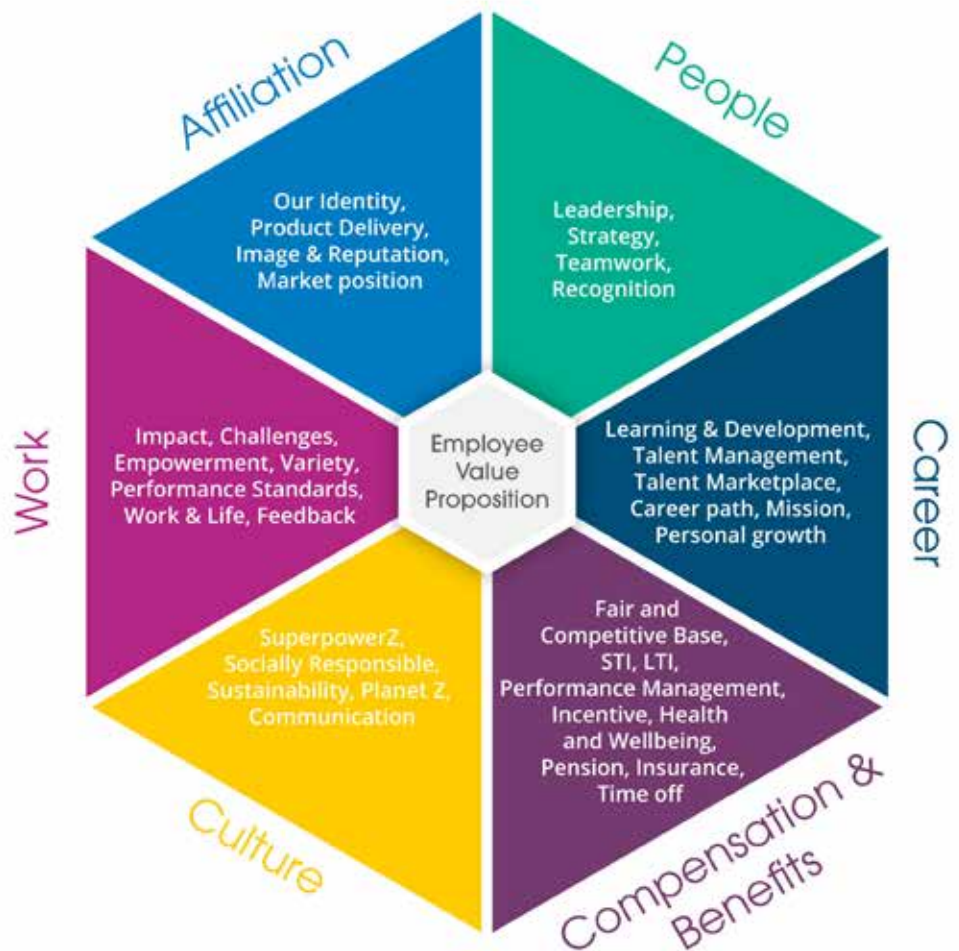 Affiliation
People
Our Identity,
Product Delivery,
Image & Reputation,
Market position
Leadership,
Strategy,
Teamwork,
Recognition
Work
Impact, Challenges,
Empowerment, Variety,
Performance Standards,
Work & Life, Feedback
Employee
Value
Proposition
Learning & Development,
Talent Management,
Talent Marketplace,
Career path, Mission,
Personal growth
Career
SuperpowerZ,
Socially Responsible,
Sustainability, Planet Z,
Communication
Fair and
Competitive Base,
STI, LTI,
Performance Management,
Incentive, Health
and Wellbeing,
Pension, Insurance,
Time off
Culture
Compensation &
Benefits